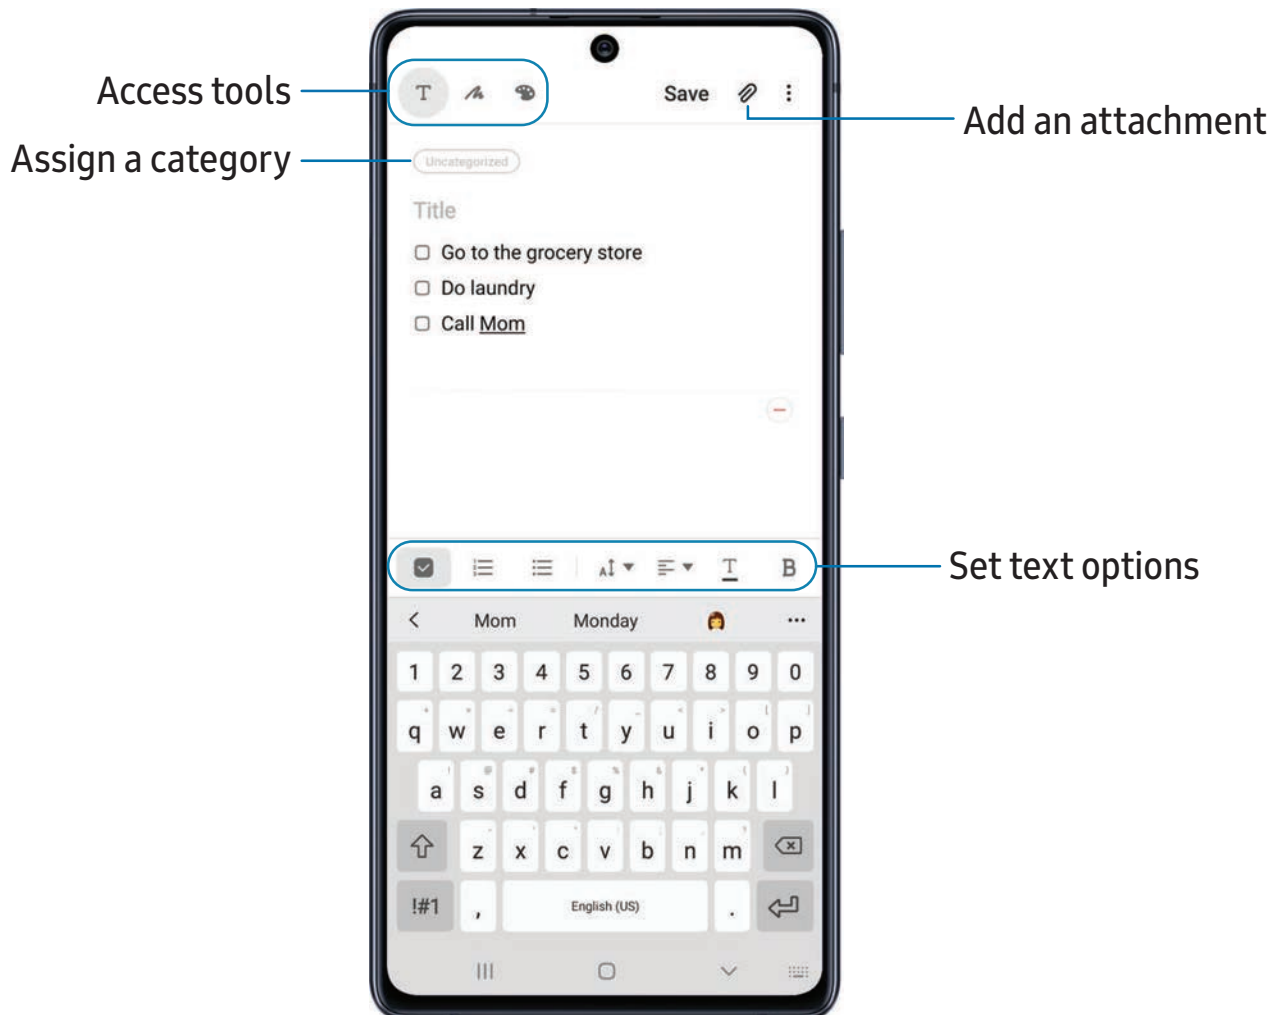 Access tools
T
Save
Add an attachment
Assign a category
Uncategorized
Title
Go to the grocery store
Do laundry
Call Mom
Set text options
T B
Mom Monday
1 2 3 4 5 6 7 8 9 0
q w e r t y u i o p
a s d f g h j k l
z x c v b n m
!#1 , English (US) .